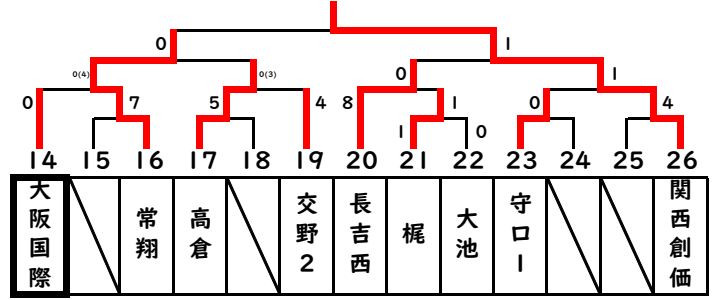 0 1
0(4) 0(3) 0 1
0 7 5 4 8 1 0 4
1 0
14 15 16 17 18 19 20 21 22 23 24 25 26
大阪国際
常翔
高倉
交野2
長吉西
梶
大池
守口1
関西創価